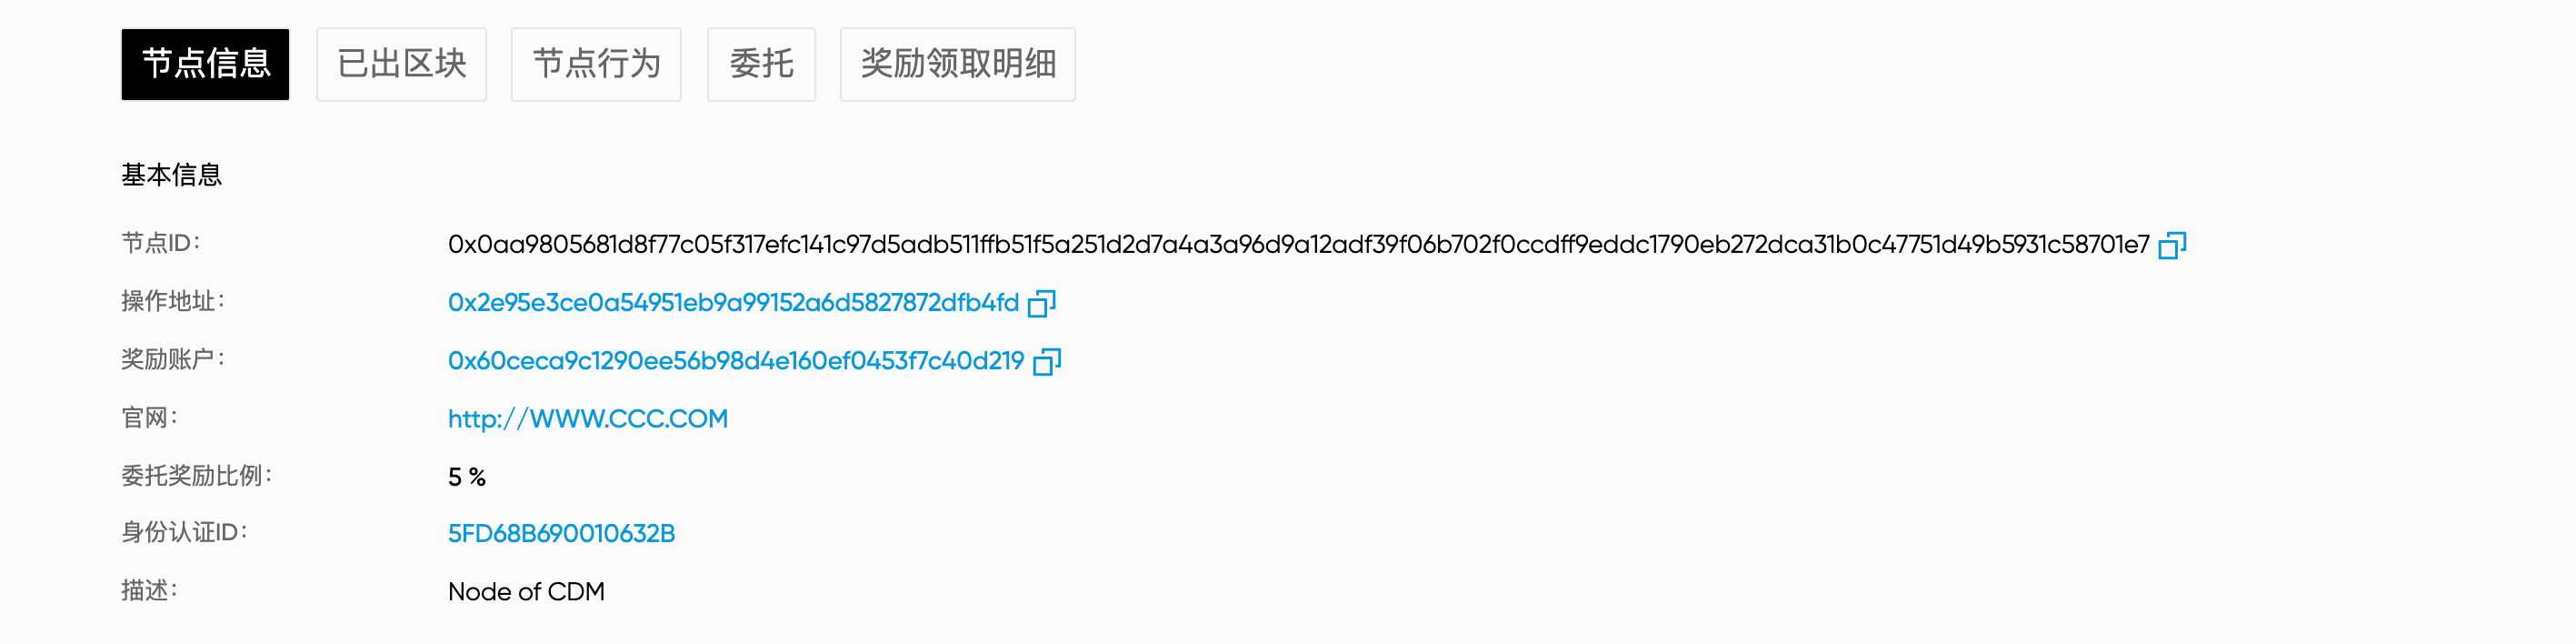 节点信息 已出区块 节点行为 委托 奖励领取明细
基本信息
节点ID： 0x0aa9805681d8f77c05f317efc141c97d5adb511ffb51f5a251d2d7a4a3a96d9a12adf39f06b702f0ccdff9eddc1790eb272dca31b0c47751d49b5931c58701e7
操作地址： 0x2e95e3ce0a54951eb9a99152a6d5827872dfb4fd
奖励账户： 0x60ceca9c1290ee56b98d4e160ef0453f7c40d219
官网： http://WWW.CCC.COM
委托奖励比例： 5 %
身份认证ID： 5FD68B690010632B
描述： Node of CDM